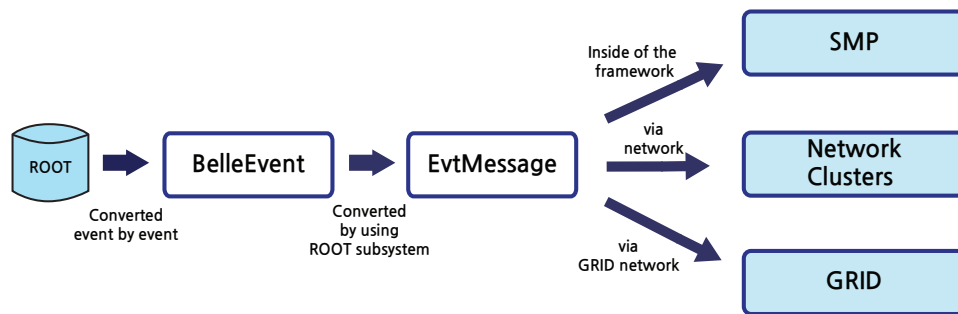 ROOT
Converted
event by event
BelleEvent
Converted
by using
ROOT subsystem
EvtMessage
Inside of the
framework
SMP
via
network
Network
Clusters
via
GRID network
GRID